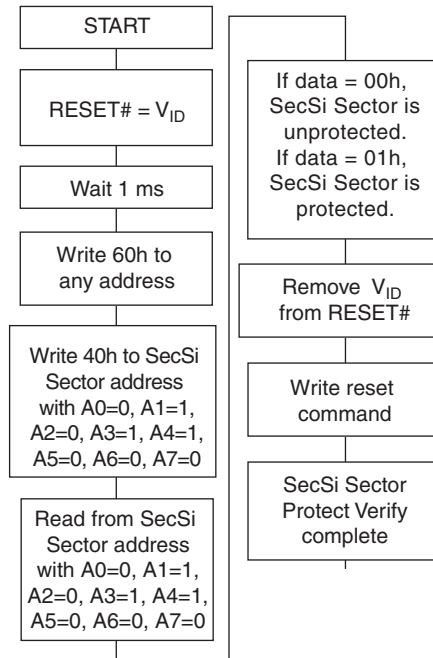 START
RESET# = VID
Wait 1 ms
Write 60h to
any address
Write 40h to SecSi
Sector address
with A0=0, A1=1,
A2=0, A3=1, A4=1,
A5=0, A6=0, A7=0
Read from SecSi
Sector address
with A0=0, A1=1,
A2=0, A3=1, A4=1,
A5=0, A6=0, A7=0
If data = 00h,
SecSi Sector is
unprotected.
If data = 01h,
SecSi Sector is
protected.
Remove VID
from RESET#
Write reset
command
SecSi Sector
Protect Verify
complete